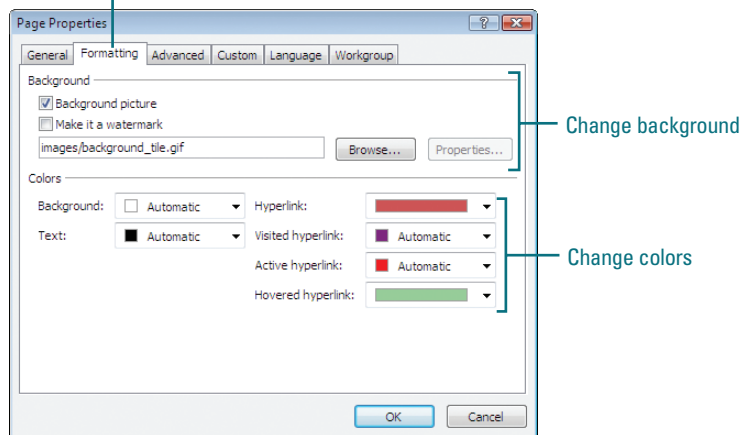 Page Properties
General Formatting Advanced Custom Language Workgroup
Background
Background picture
Make it a watermark
images/background_tile.gif Browse... Properties...
Change background
Colors
Background: Automatic Hyperlink:
Text: Automatic Visited hyperlink: Automatic
Active hyperlink: Automatic
Change colors
Hovered hyperlink:
OK Cancel